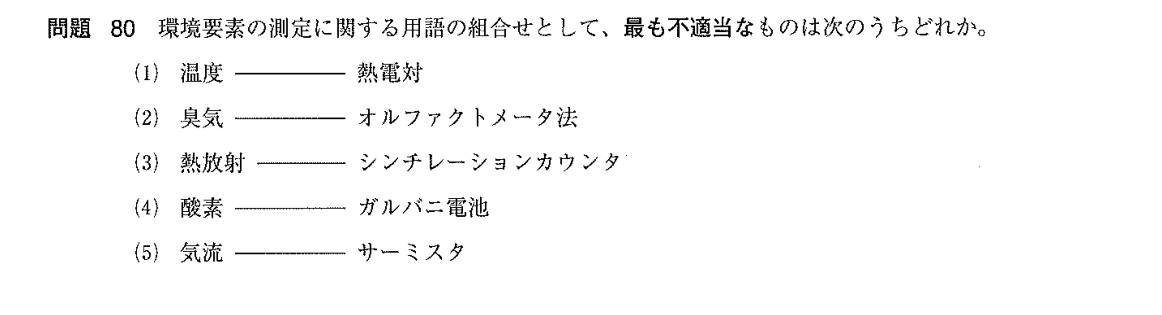 問題 80 環境要素の測定に関する用語の組合せとして、最も不適当なものは次のうちどれか。
(1) 温度 ――――― 熱電対
(2) 臭気 ――――― オルファクトメータ法
(3) 熱放射 ―――― シンチレーションカウンタ
(4) 酸素 ――――― ガルバニ電池
(5) 気流 ――――― サーミスタ